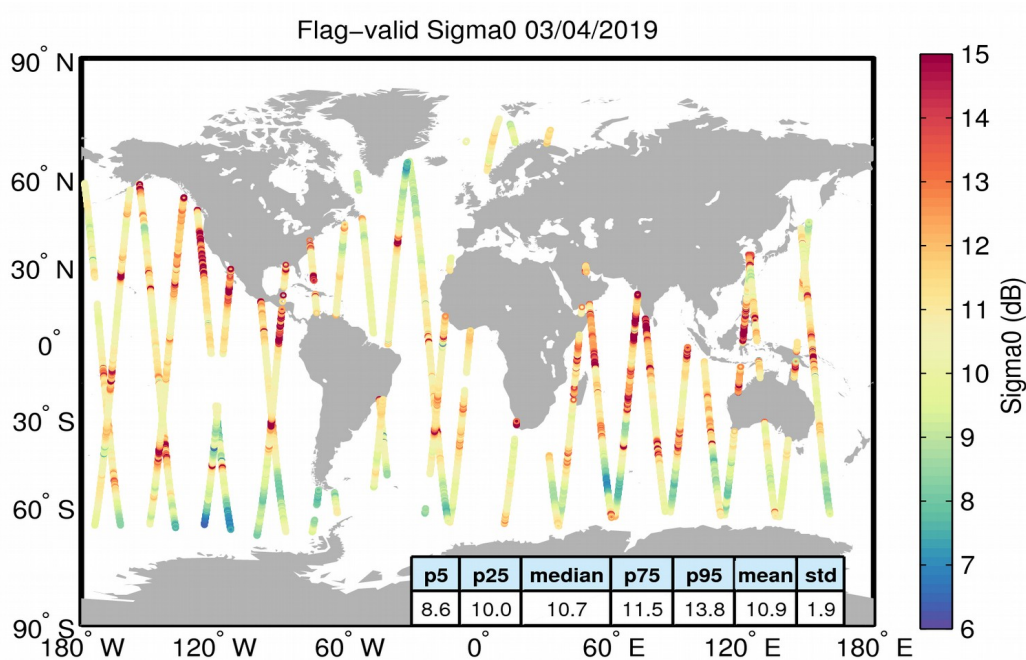 Flag−valid Sigma0 03/04/2019
90° N
60° N
30° N
0°
30° S
60° S
90° S
180° W
120° W
60° W
0°
60° E
120° E
180° E
p5 p25 median p75 p95 mean std
8.6 10.0 10.7 11.5 13.8 10.9 1.9
15
14
13
12
11
10
9
8
7
6
Sigma0 (dB)